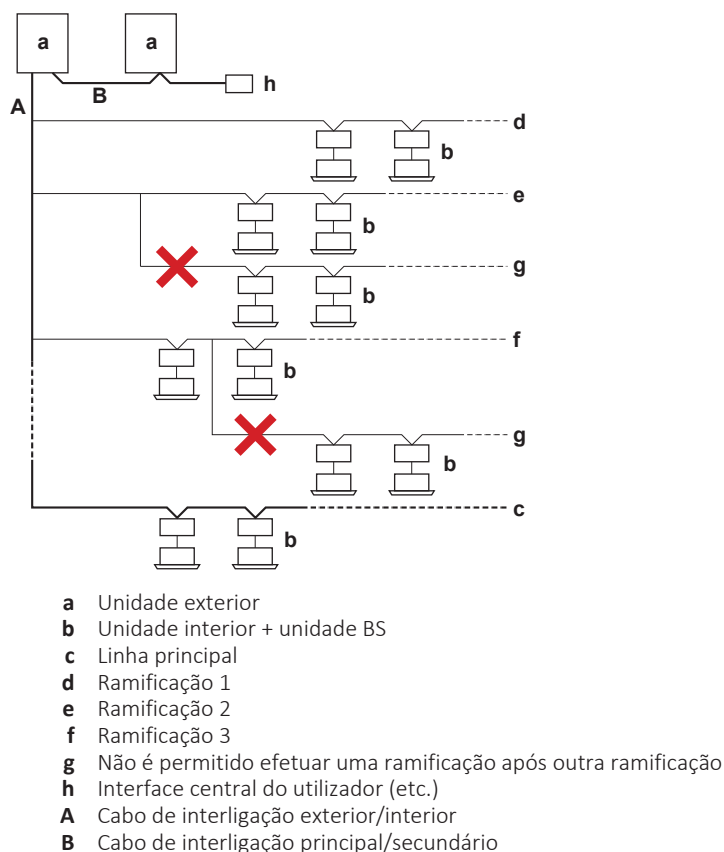 a a
h
B
A
d
b
e
b
g
b
f
b
g
b
c
b
a Unidade exterior
b Unidade interior + unidade BS
c Linha principal
d Ramificação 1
e Ramificação 2
f Ramificação 3
g Não é permitido efetuar uma ramificação após outra ramificação
h Interface central do utilizador (etc.)
A Cabo de interligação exterior/interior
B Cabo de interligação principal/secundário